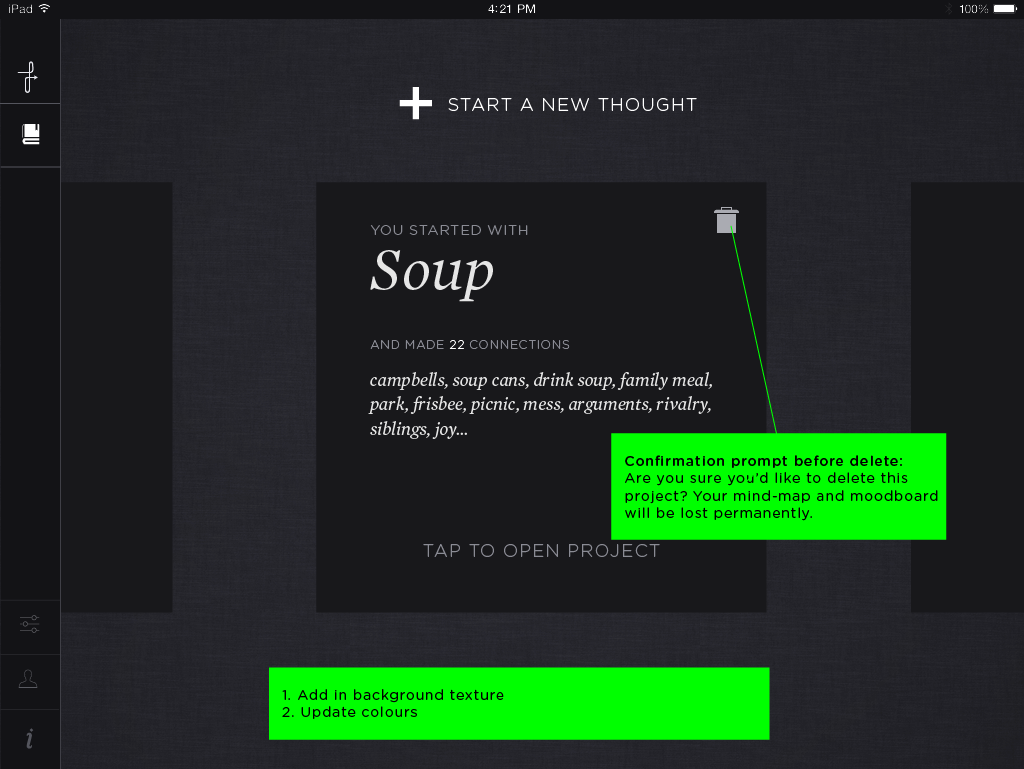 iPad 4:21 PM 100%
START A NEW THOUGHT
YOU STARTED WITH
Soup
AND MADE 22 CONNECTIONS
campbells, soup cans, drink soup, family meal,
park, frisbee, picnic, mess, arguments, rivalry,
siblings, joy...
Confirmation prompt before delete:
Are you sure you'd like to delete this
project? Your mind-map and moodboard
will be lost permanently.
TAP TO OPEN PROJECT
1. Add in background texture
2. Update colours
i